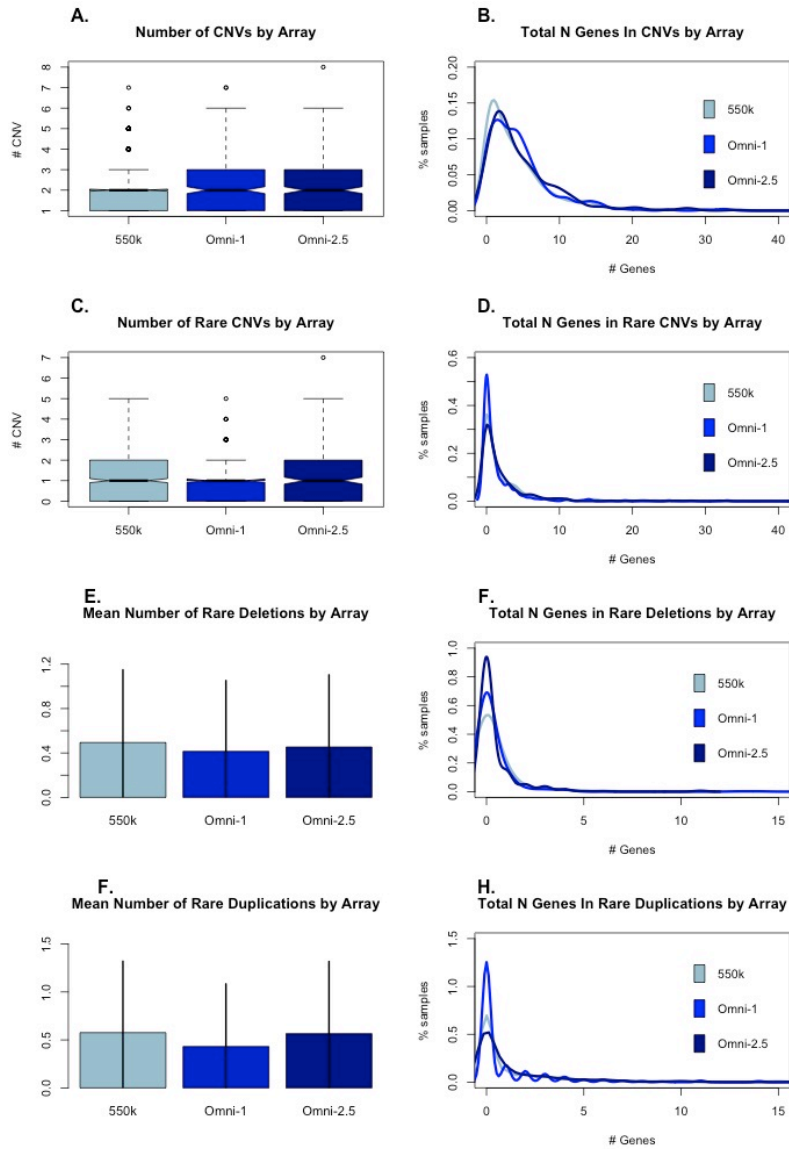 A.
Number of CNVs by Array
# CNV
8
7
6
5
4
3
2
1
550k
Omni-1
Omni-2.5
B.
Total N Genes In CNVs by Array
% samples
0.20
0.15
0.10
0.05
0.00
550k
Omni-1
Omni-2.5
0 10 20 30 40
# Genes
C.
Number of Rare CNVs by Array
# CNV
7
6
5
4
3
2
1
0
550k
Omni-1
Omni-2.5
D.
Total N Genes in Rare CNVs by Array
% samples
0.6
0.4
0.2
0.0
550k
Omni-1
Omni-2.5
0 10 20 30 40
# Genes
E.
Mean Number of Rare Deletions by Array
1.2
0.8
0.4
0.0
550k
Omni-1
Omni-2.5
F.
Total N Genes in Rare Deletions by Array
% samples
1.0
0.8
0.6
0.4
0.2
0.0
550k
Omni-1
Omni-2.5
0 5 10 15
# Genes
F.
Mean Number of Rare Duplications by Array
1.5
1.0
0.5
0.0
550k
Omni-1
Omni-2.5
H.
Total N Genes In Rare Duplications by Array
% samples
1.5
1.0
0.5
0.0
550k
Omni-1
Omni-2.5
0 5 10 15
# Genes